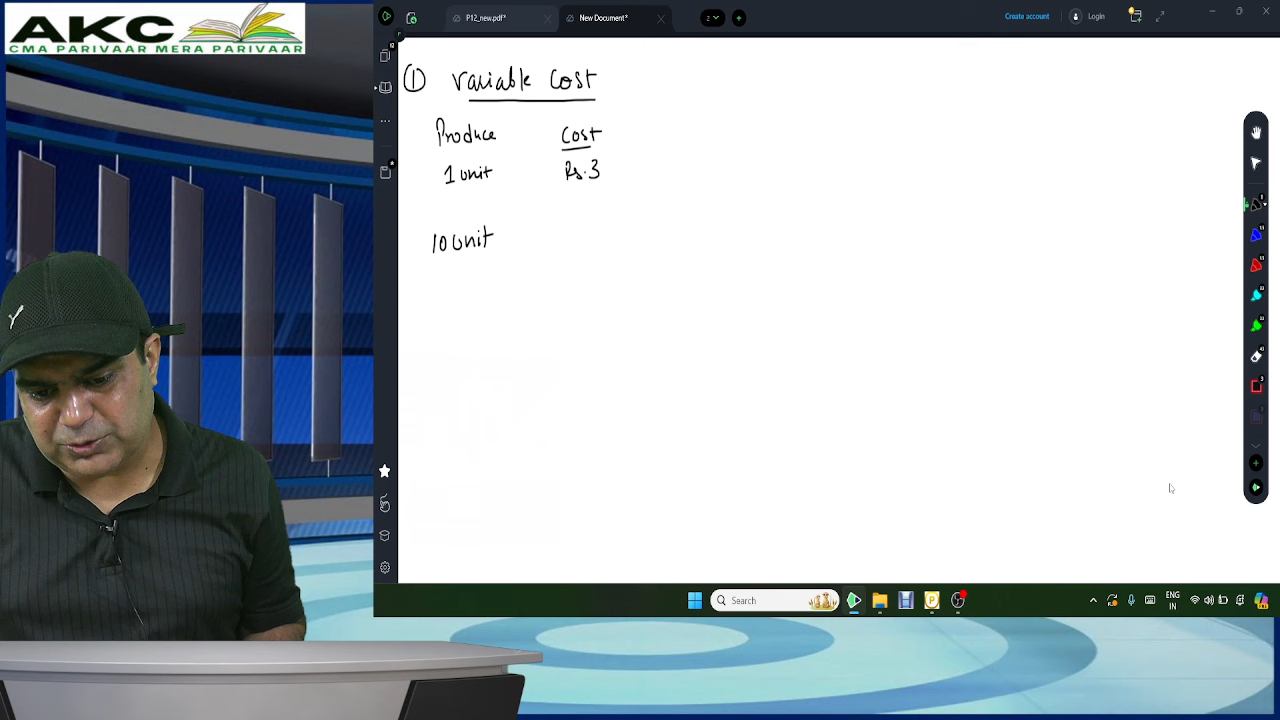 AKC
CMA PARIVAAR MERA PARIVAAR
P12_new.pdf*
New Document*
2
Create account
Login
① Variable Cost
Produce Cost
1 unit Rs. 3
10 unit
Search
ENG
IN